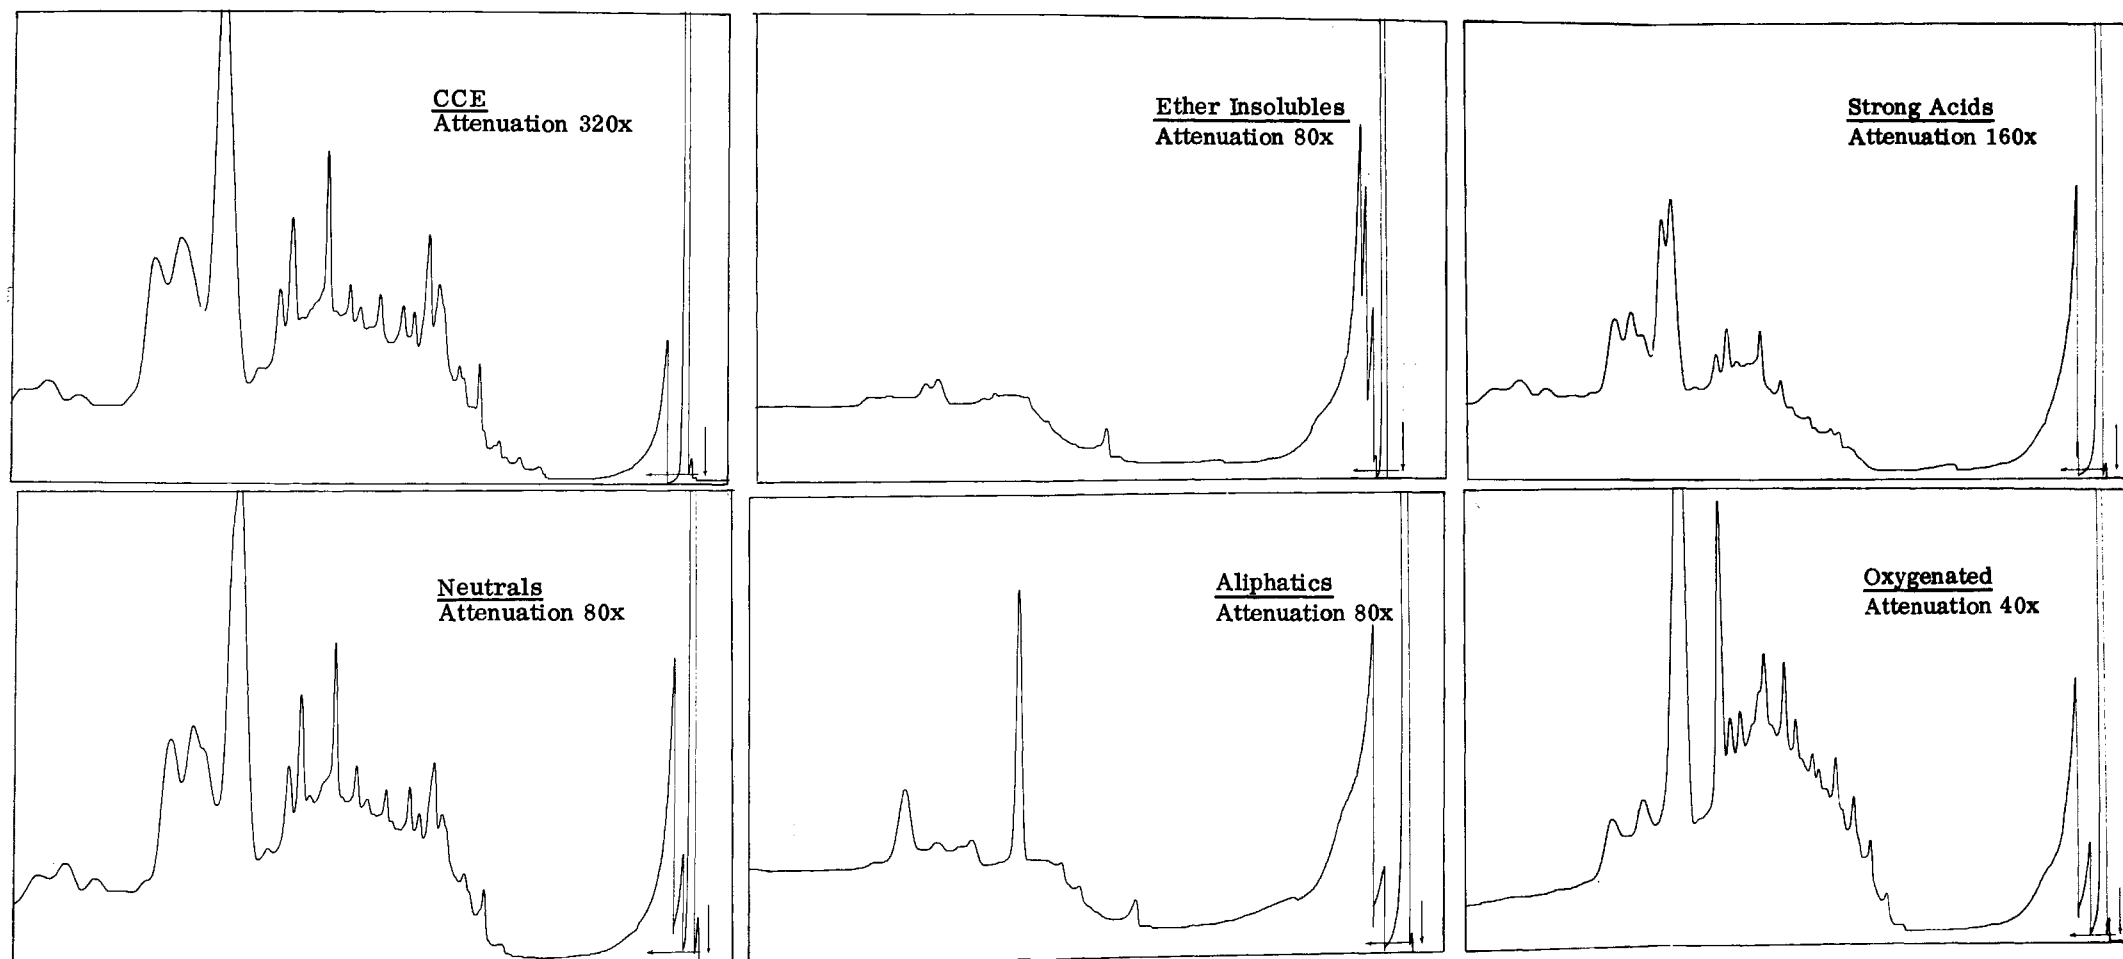 CCE
Attenuation 320x
Ether Insolubles
Attenuation 80x
Strong Acids
Attenuation 160x
Neutrals
Attenuation 80x
Aliphatics
Attenuation 80x
Oxygenated
Attenuation 40x